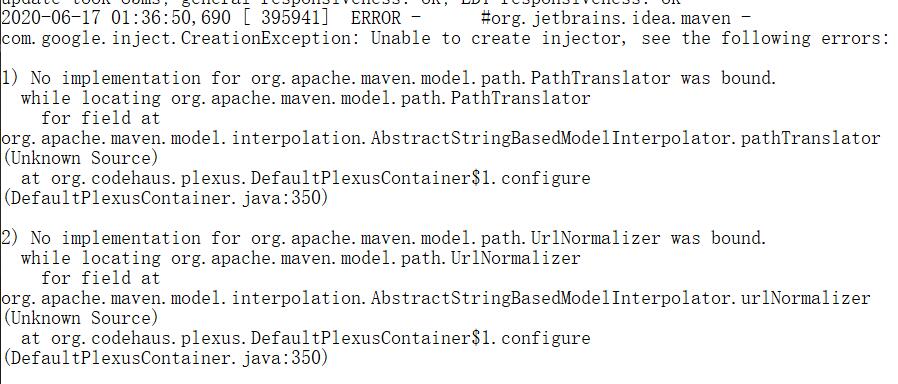 2020-06-17 01:36:50,690 [ 395941]  ERROR -      #org.jetbrains.idea.maven -
com.google.inject.CreationException: Unable to create injector, see the following errors:
1) No implementation for org.apache.maven.model.path.PathTranslator was bound.
  while locating org.apache.maven.model.path.PathTranslator
    for field at
org.apache.maven.model.interpolation.AbstractStringBasedModelInterpolator.pathTranslator
(Unknown Source)
  at org.codehaus.plexus.DefaultPlexusContainer$1.configure
(DefaultPlexusContainer.java:350)
2) No implementation for org.apache.maven.model.path.UrlNormalizer was bound.
  while locating org.apache.maven.model.path.UrlNormalizer
    for field at
org.apache.maven.model.interpolation.AbstractStringBasedModelInterpolator.urlNormalizer
(Unknown Source)
  at org.codehaus.plexus.DefaultPlexusContainer$1.configure
(DefaultPlexusContainer.java:350)